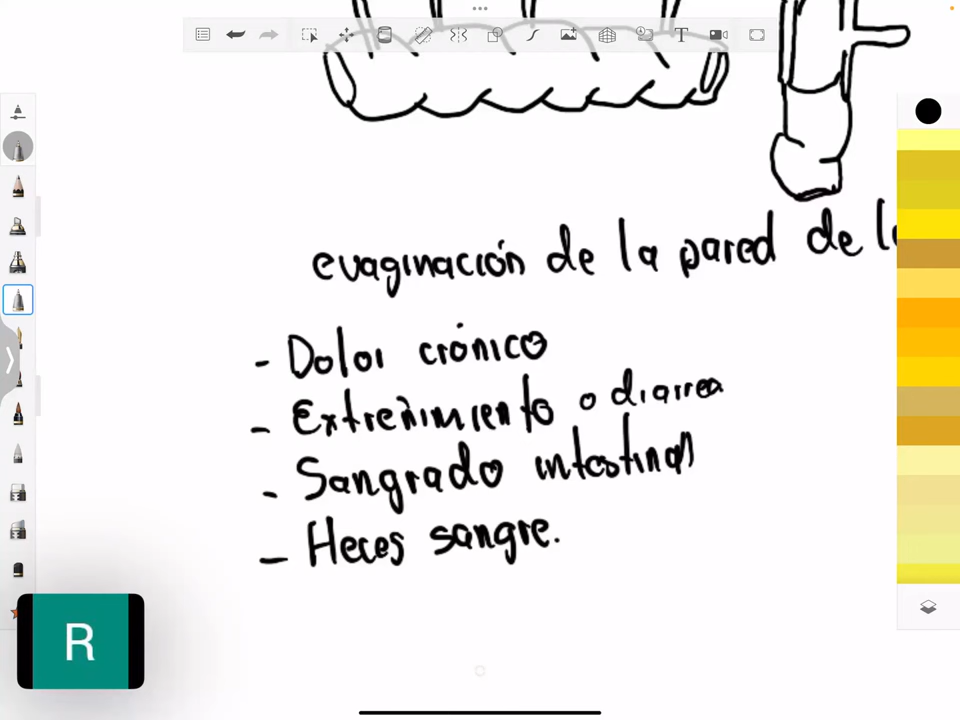 evaginación de la pared de l
- Dolor crónico
- Extreñimiento o diarrea
- Sangrado intestinal
- Heces sangre.
R